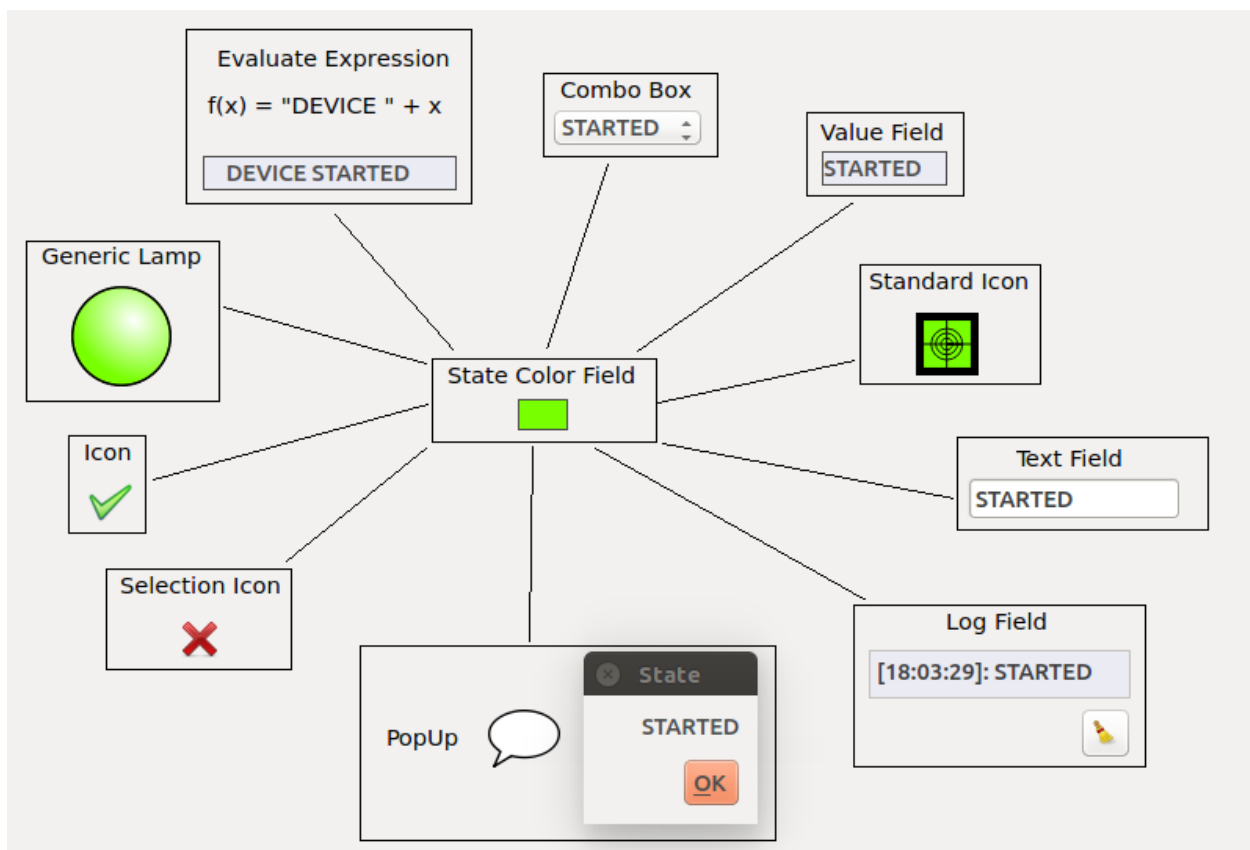 Evaluate Expression
f(x) = "DEVICE " + x
DEVICE STARTED
Combo Box
STARTED
Value Field
STARTED
Generic Lamp
Standard Icon
State Color Field
Icon
Text Field
STARTED
Selection Icon
Log Field
[18:03:29]: STARTED
PopUp
State
STARTED
OK